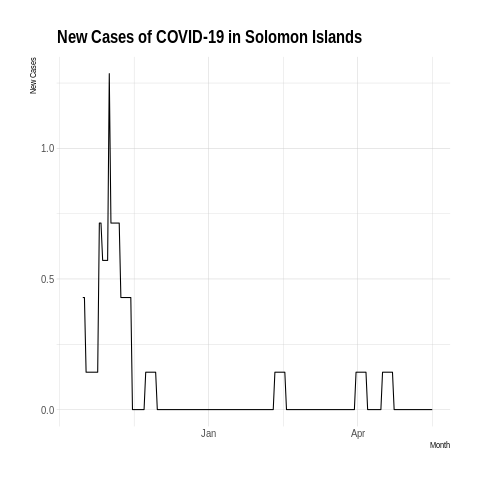 New Cases of COVID-19 in Solomon Islands
New Cases
1.0
0.5
0.0
Jan
Apr
Month